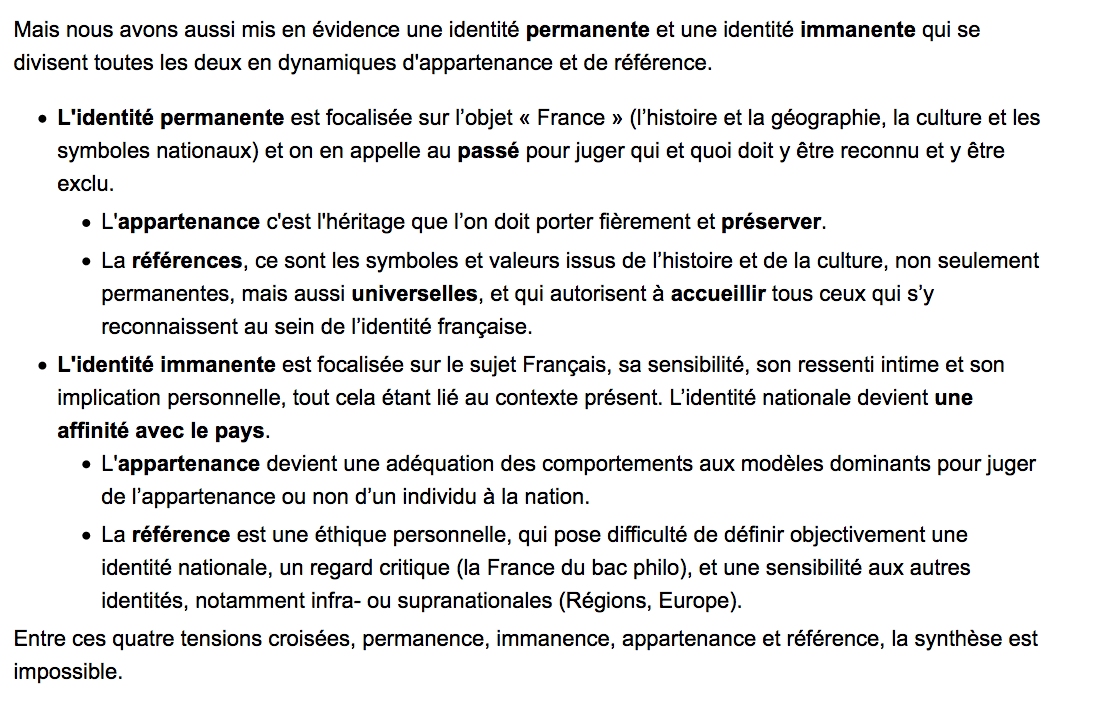 Mais nous avons aussi mis en évidence une identité permanente et une identité immanente qui se
divisent toutes les deux en dynamiques d'appartenance et de référence.
• L'identité permanente est focalisée sur l’objet « France » (l’histoire et la géographie, la culture et les
symboles nationaux) et on en appelle au passé pour juger qui et quoi doit y être reconnu et y être
exclu.
• L'appartenance c'est l'héritage que l’on doit porter fièrement et préserver.
• La références, ce sont les symboles et valeurs issus de l’histoire et de la culture, non seulement
permanentes, mais aussi universelles, et qui autorisent à accueillir tous ceux qui s’y
reconnaissent au sein de l’identité française.
• L'identité immanente est focalisée sur le sujet Français, sa sensibilité, son ressenti intime et son
implication personnelle, tout cela étant lié au contexte présent. L’identité nationale devient une
affinité avec le pays.
• L'appartenance devient une adéquation des comportements aux modèles dominants pour juger
de l’appartenance ou non d’un individu à la nation.
• La référence est une éthique personnelle, qui pose difficulté de définir objectivement une
identité nationale, un regard critique (la France du bac philo), et une sensibilité aux autres
identités, notamment infra- ou supranationales (Régions, Europe).
Entre ces quatre tensions croisées, permanence, immanence, appartenance et référence, la synthèse est
impossible.